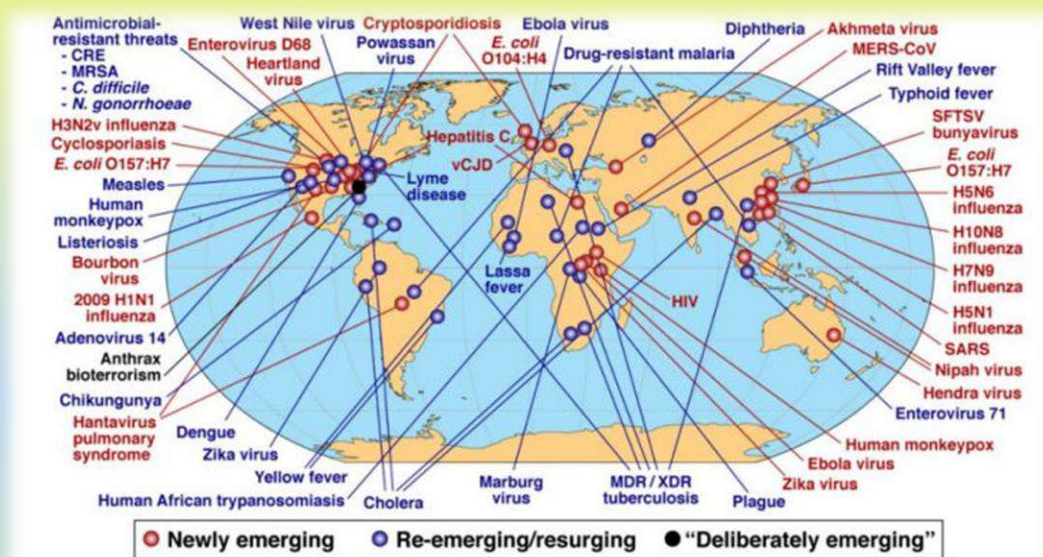 Antimicrobial-
resistant threats
- CRE
- MRSA
- C. difficile
- N. gonorrhoeae
West Nile virus
Enterovirus D68
Heartland
virus
Cryptosporidiosis
Powassan
virus
E. coli
O104:H4
Ebola virus
Drug-resistant malaria
Diphtheria
Akhmeta virus
MERS-CoV
Rift Valley fever
Typhoid fever
SFTSV
bunyavirus
E. coli
O157:H7
H5N6
influenza
H10N8
influenza
H7N9
influenza
H5N1
influenza
SARS
Nipah virus
Hendra virus
Enterovirus 71
H3N2v influenza
Cyclosporiasis
E. coli O157:H7
Measles
Human
monkeypox
Listeriosis
Bourbon
virus
2009 H1N1
influenza
Adenovirus 14
Anthrax
bioterrorism
Chikungunya
Hantavirus
pulmonary
syndrome
Hepatitis C
vCJD
Lyme
disease
Lassa
fever
HIV
Dengue
Zika virus
Yellow fever
Human African trypanosomiasis
Cholera
Marburg
virus
MDR / XDR
tuberculosis
Plague
Human monkeypox
Ebola virus
Zika virus
Newly emerging
Re-emerging/resurging
“Deliberately emerging”